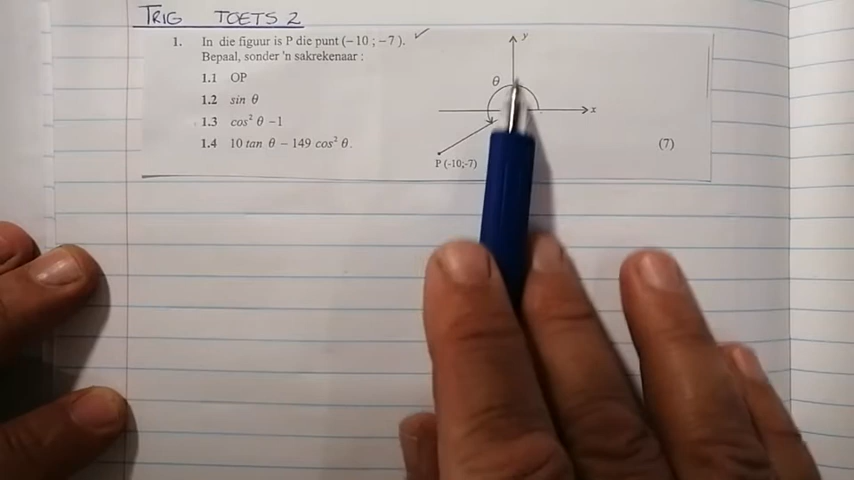 TRIG TOETS 2
1. In die figuur is P die punt (−10 ; −7).
Bepaal, sonder 'n sakrekenaar :
1.1 OP
1.2 sin θ
1.3 cos² θ −1
1.4 10 tan θ − 149 cos² θ.
y
θ
x
P (-10;-7)
(7)